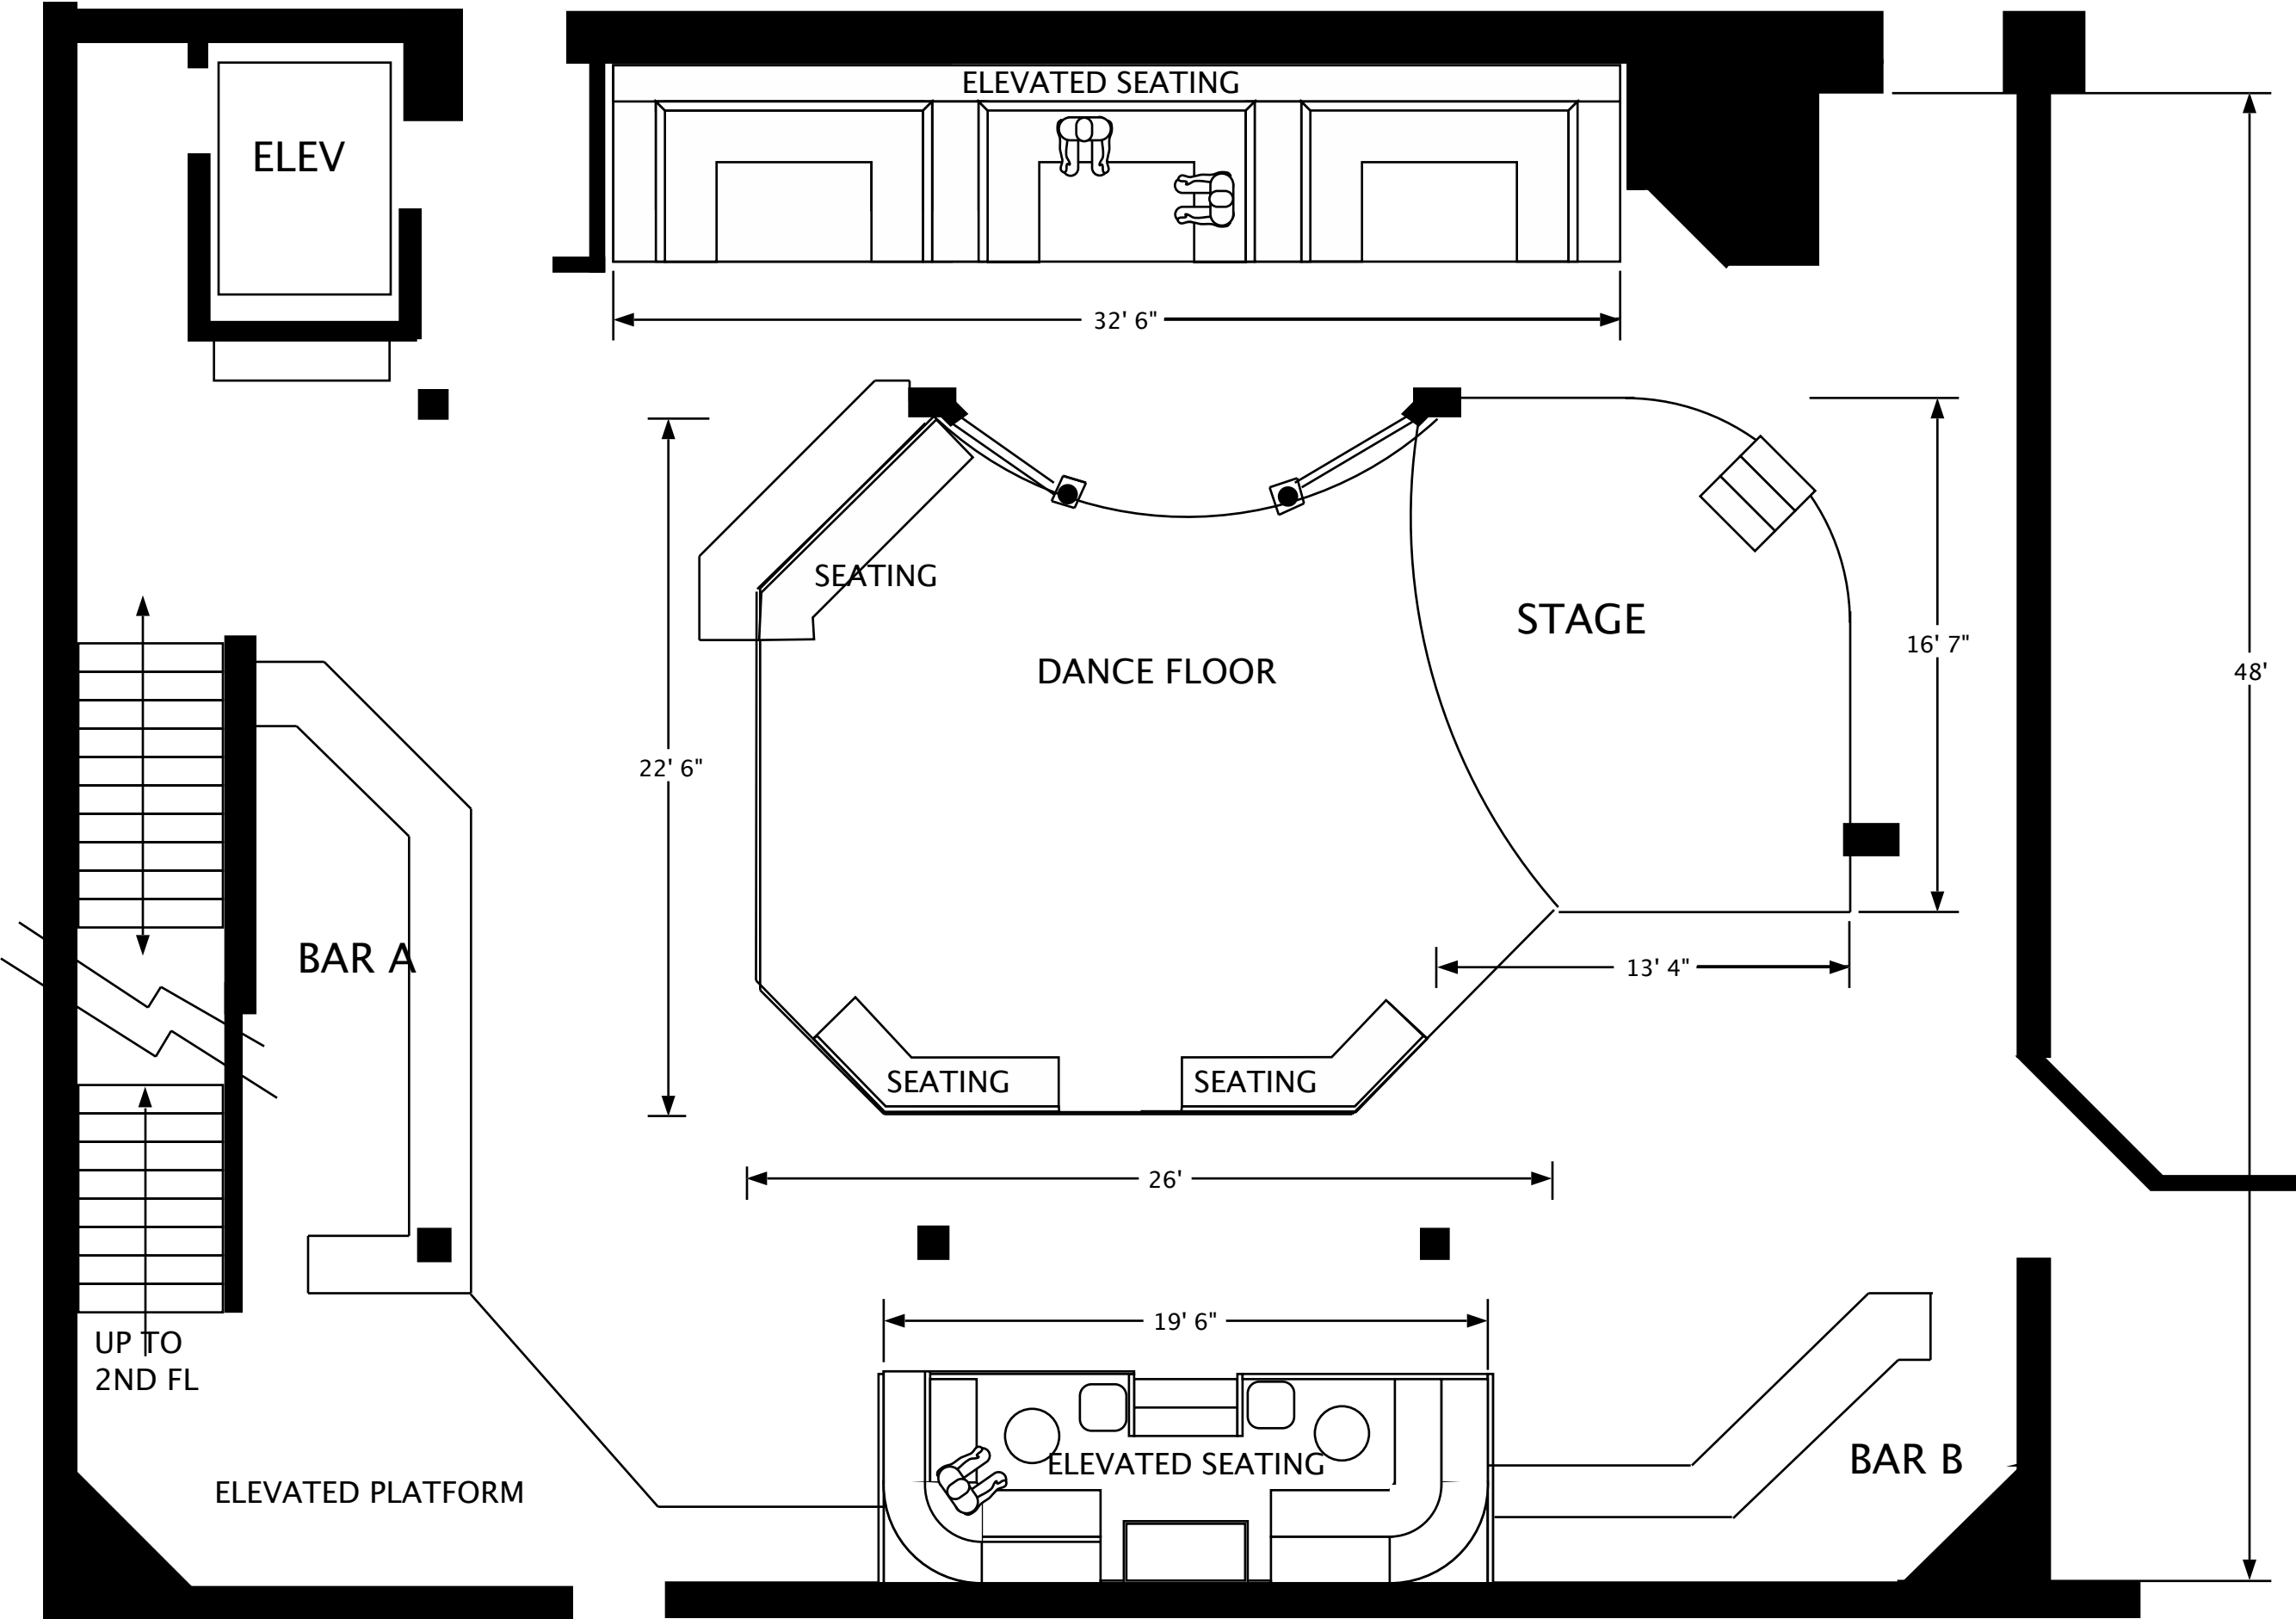 ELEVATED SEATING
ELEV
32' 6"
SEATING
STAGE
16' 7"
DANCE FLOOR
48'
22' 6"
BAR A
13' 4"
SEATING
SEATING
26'
19' 6"
UP TO
2ND FL
ELEVATED SEATING
BAR B
ELEVATED PLATFORM